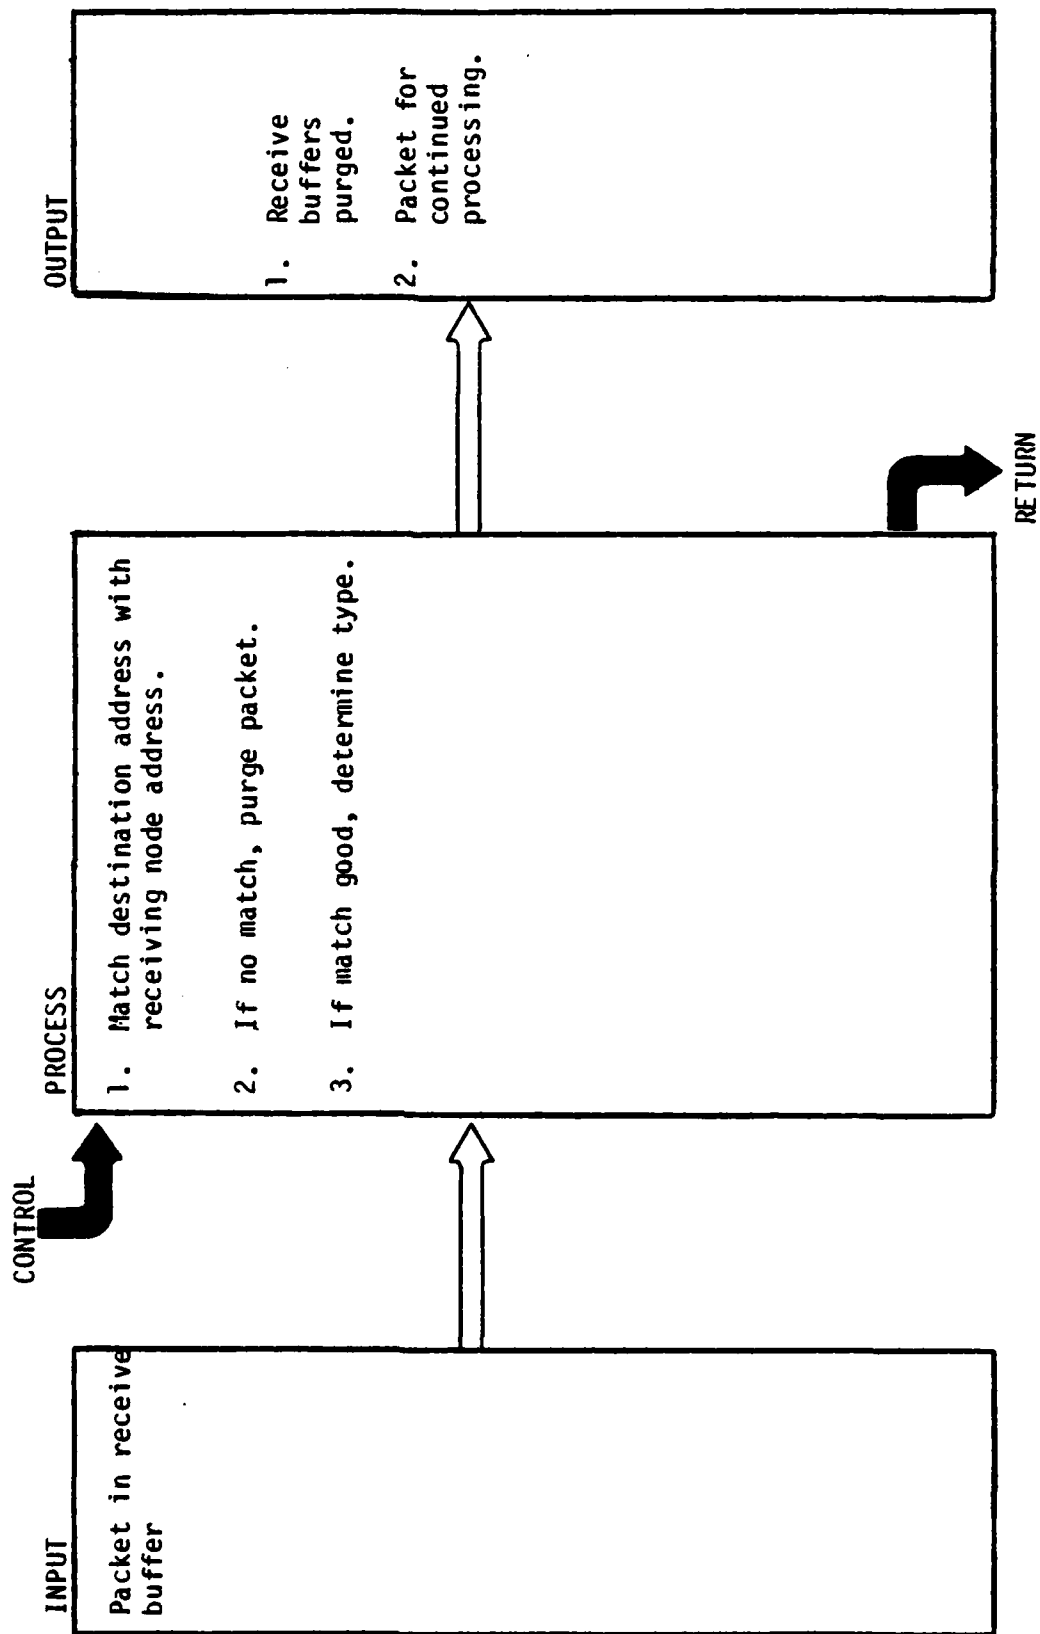 CONTROL
INPUT
Packet in receive
buffer
PROCESS
1. Match destination address with
receiving node address.
2. If no match, purge packet.
3. If match good, determine type.
OUTPUT
1. Receive
buffers
purged.
2. Packet for
continued
processing.
RETURN